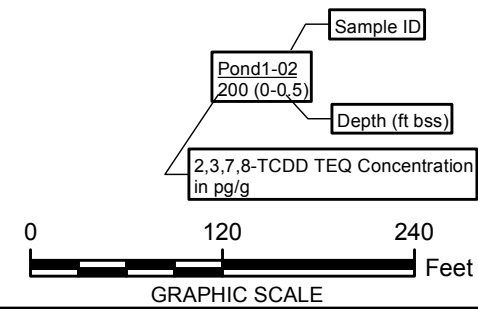 Sample ID
Pond1-02
200 (0-0.5)
Depth (ft bss)
2,3,7,8-TCDD TEQ Concentration
in pg/g
0 120 240
Feet
GRAPHIC SCALE